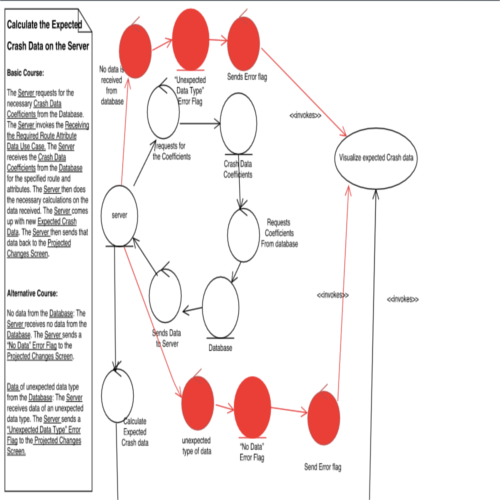 Calculate the Expected
Crash Data on the Server
Basic Course:
The Server requests for the
necessary Crash Data
Coefficients from the Database.
The Server invokes the Receiving
the Required Route Attribute
Data Use Case. The Server
receives the Crash Data
Coefficients from the Database
for the specified route and
attributes. The Server then does
the necessary calculations on the
data received. The Server comes
up with new Expected Crash
Data. The Server then sends that
data back to the Projected
Changes Screen.
Alternative Course:
No data from the Database: The
Server receives no data from the
Database. The Server sends a
"No Data" Error Flag to the
Projected Changes Screen.
Data of unexpected data type
from the Database: The Server
receives data of an unexpected
data type. The Server sends a
"Unexpected Data Type" Error
Flag to the Projected Changes
Screen.
No data is
received
from
database
"Unexpected
Data Type"
Error Flag
Sends Error flag
<<invokes>>
requests for
the Coefficients
Crash Data
Coefficients
Visualize expected Crash data
server
Requests
Coefficients
From database
<<invokes>>
<<invokes>>
Sends Data
to Server
Database
Calculate
Expected
Crash data
unexpected
type of data
"No Data"
Error Flag
Send Error flag